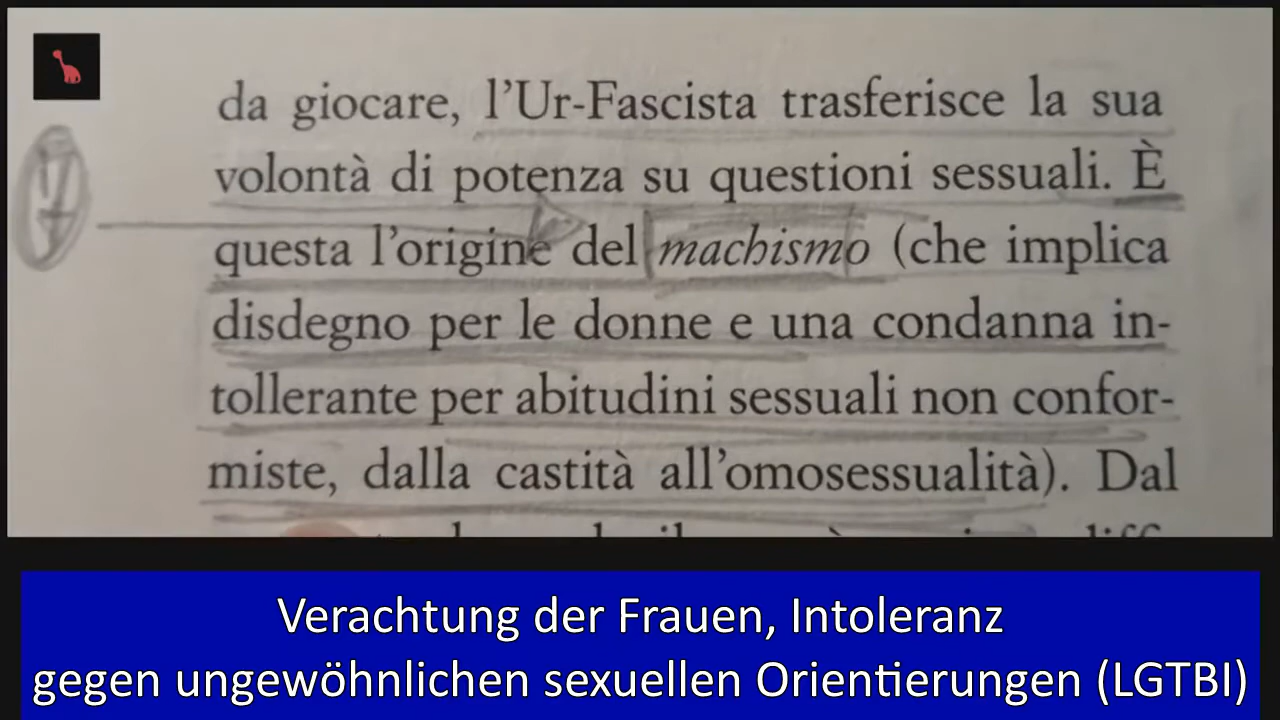 da giocare, l'Ur-Fascista trasferisce la sua
volontà di potenza su questioni sessuali. È
questa l'origine del machismo (che implica
disdegno per le donne e una condanna in-
tollerante per abitudini sessuali non confor-
miste, dalla castità all'omosessualità). Dal
Verachtung der Frauen, Intoleranz
gegen ungewöhnlichen sexuellen Orientierungen (LGTBI)